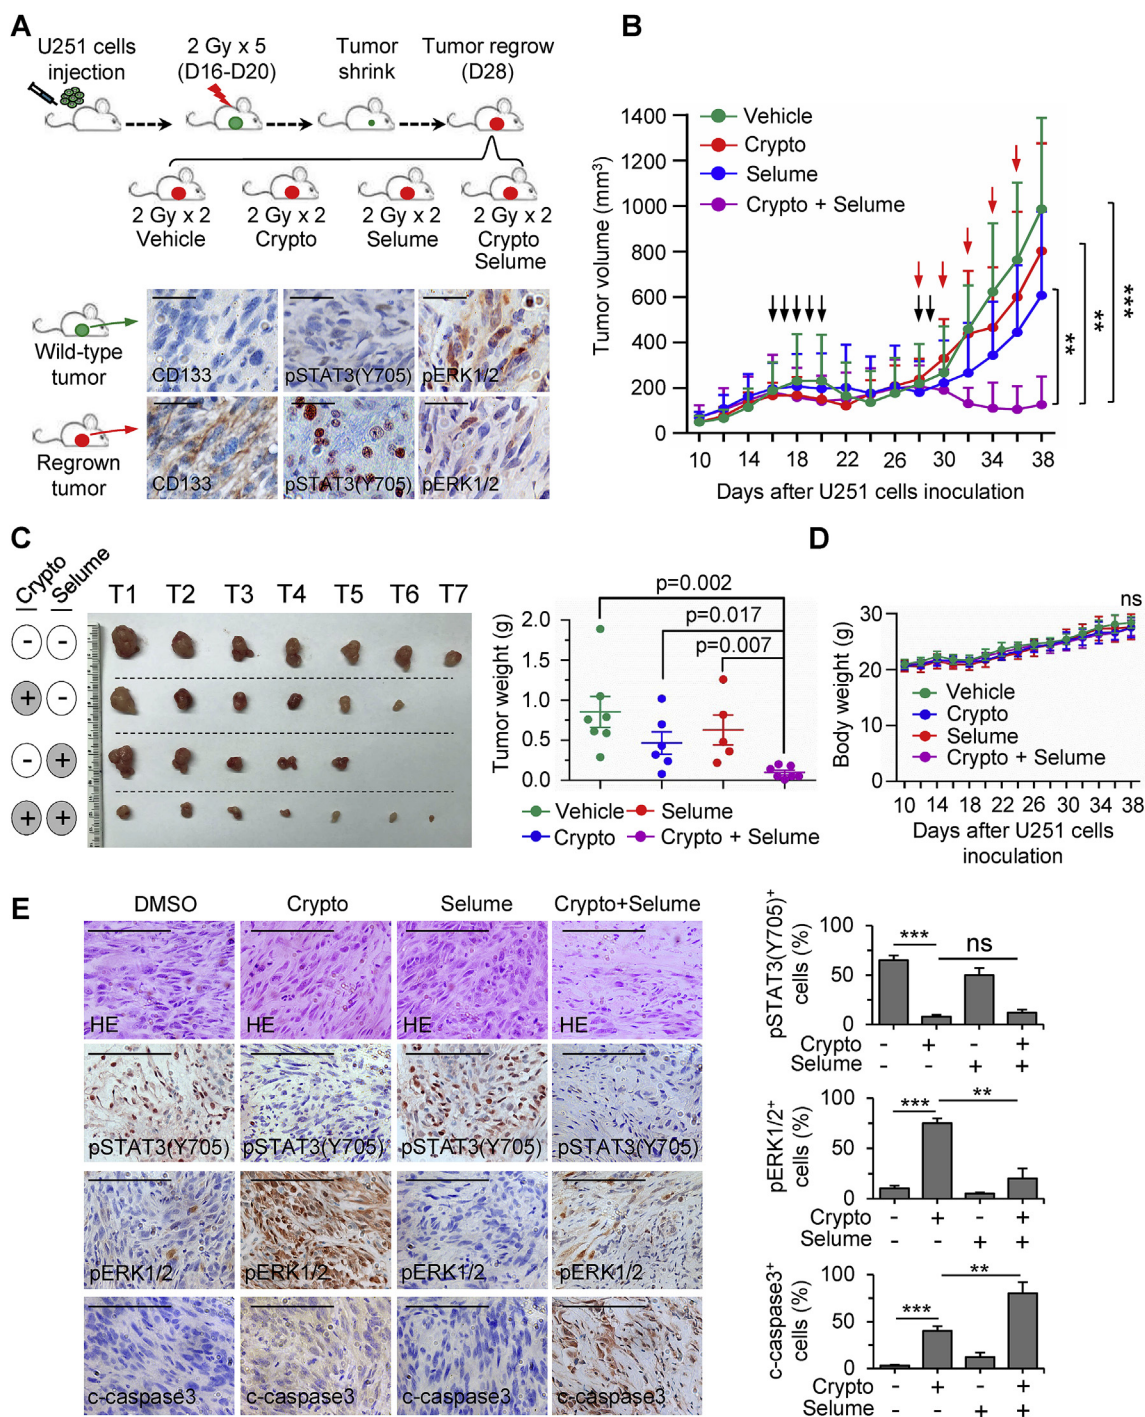 A
U251 cells
injection
2 Gy x 5
(D16-D20)
Tumor
shrink
Tumor regrow
(D28)
2 Gy x 2
Vehicle
2 Gy x 2
Crypto
2 Gy x 2
Selume
2 Gy x 2
Crypto
Selume
Wild-type
tumor
CD133
pSTAT3(Y705)
pERK1/2
Regrown
tumor
CD133
pSTAT3(Y705)
pERK1/2
B
Tumor volume (mm³)
1400
1200
1000
800
600
400
200
0
Vehicle
Crypto
Selume
Crypto + Selume
**
**
***
10 14 18 22 26 30 34 38
Days after U251 cells inoculation
C
Crypto
Selume
T1 T2 T3 T4 T5 T6 T7
- -
+ -
- +
+ +
p=0.002
p=0.017
p=0.007
Tumor weight (g)
2.0
1.5
1.0
0.5
0.0
Vehicle Selume
Crypto Crypto + Selume
D
ns
Body weight (g)
30
20
10
0
Vehicle
Crypto
Selume
Crypto + Selume
10 14 18 22 26 30 34 38
Days after U251 cells
inoculation
E
DMSO Crypto Selume Crypto+Selume
HE HE HE HE
pSTAT3(Y705) pSTAT3(Y705) pSTAT3(Y705) pSTAT3(Y705)
pERK1/2 pERK1/2 pERK1/2 pERK1/2
c-caspase3 c-caspase3 c-caspase3 c-caspase3
pSTAT3(Y705)⁺
cells (%)
100
50
0
*** ns
Crypto - + - +
Selume - - + +
pERK1/2⁺
cells (%)
100
50
0
*** **
Crypto - + - +
Selume - - + +
c-caspase3⁺
cells (%)
100
50
0
*** **
Crypto - + - +
Selume - - + +